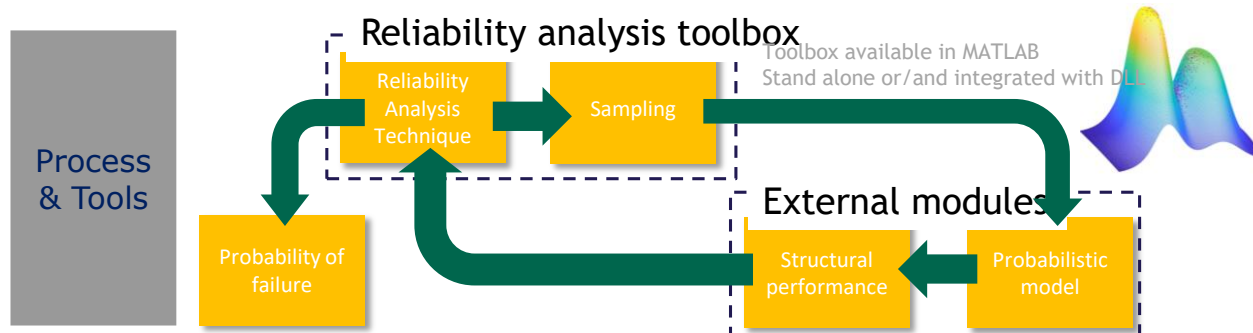 Reliability analysis toolbox
Toolbox available in MATLAB
Stand alone or/and integrated with DLL
Reliability
Analysis
Technique
Sampling
Process
& Tools
External modules
Probability of
failure
Structural
performance
Probabilistic
model